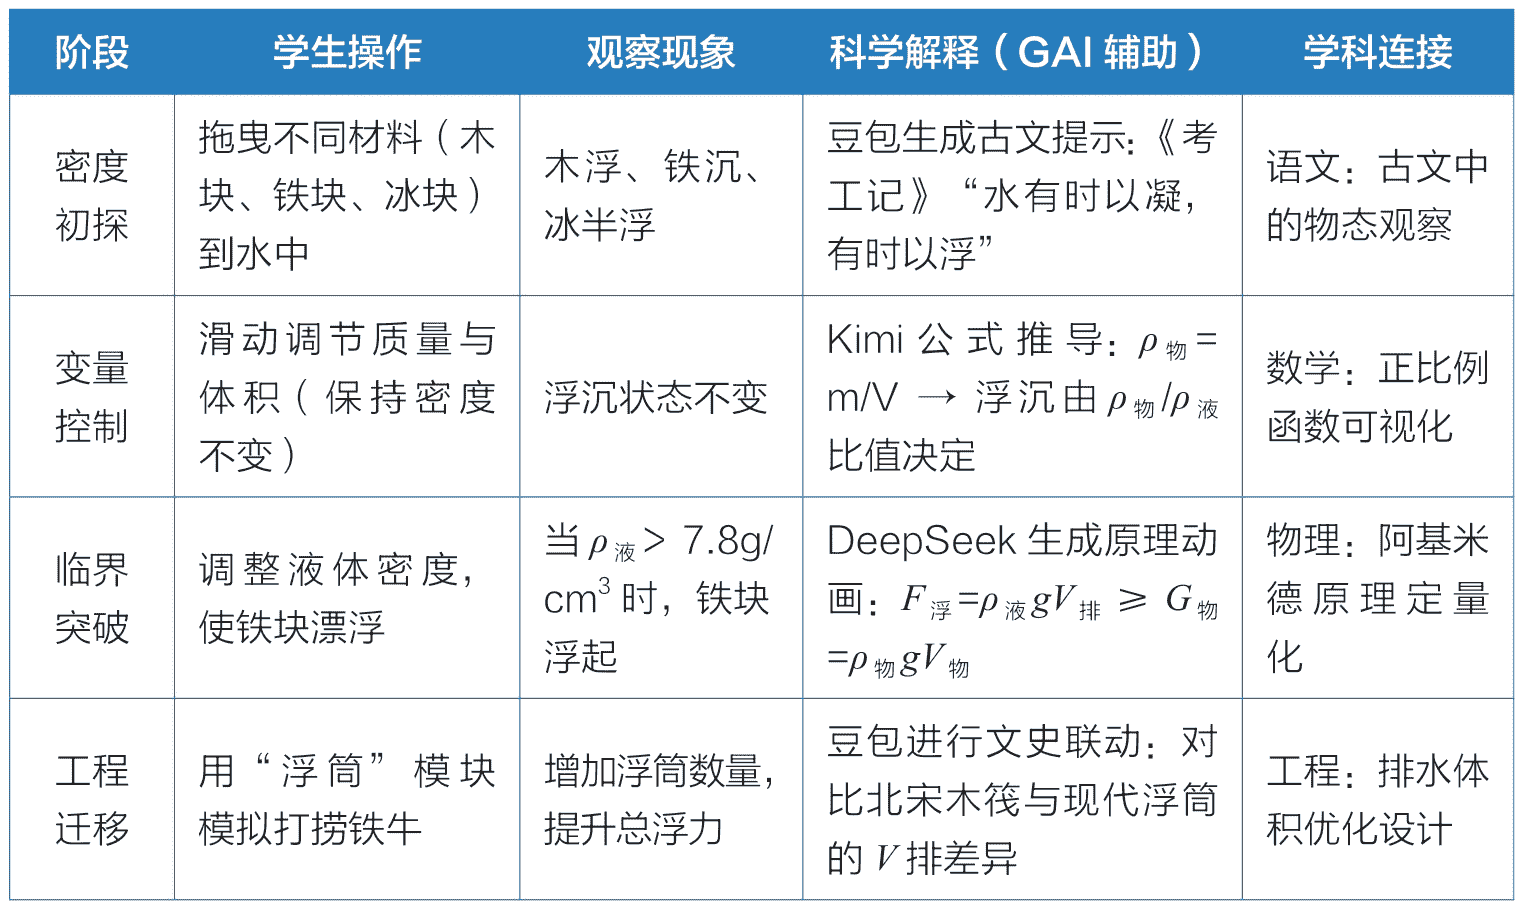 阶段 学生操作 观察现象 科学解释（GAI 辅助） 学科连接
密度
初探
拖曳不同材料（木
块、铁块、冰块）
到水中
木浮、铁沉、
冰半浮
豆包生成古文提示：《考
工记》“水有时以凝，
有时以浮”
语文：古文中
的物态观察
变量
控制
滑动调节质量与
体积（保持密度
不变）
浮沉状态不变
Kimi 公式推导：ρ物=
m/V → 浮沉由ρ物/ρ液
比值决定
数学：正比例
函数可视化
临界
突破
调整液体密度，
使铁块漂浮
当ρ液> 7.8g/
cm³ 时，铁块
浮起
DeepSeek 生成原理动
画：F浮=ρ液gV排 ≥ G物
=ρ物gV物
物理：阿基米
德原理定量
化
工程
迁移
用“浮筒”模块
模拟打捞铁牛
增加浮筒数量，
提升总浮力
豆包进行文史联动：对
比北宋木筏与现代浮筒
的V排差异
工程：排水体
积优化设计